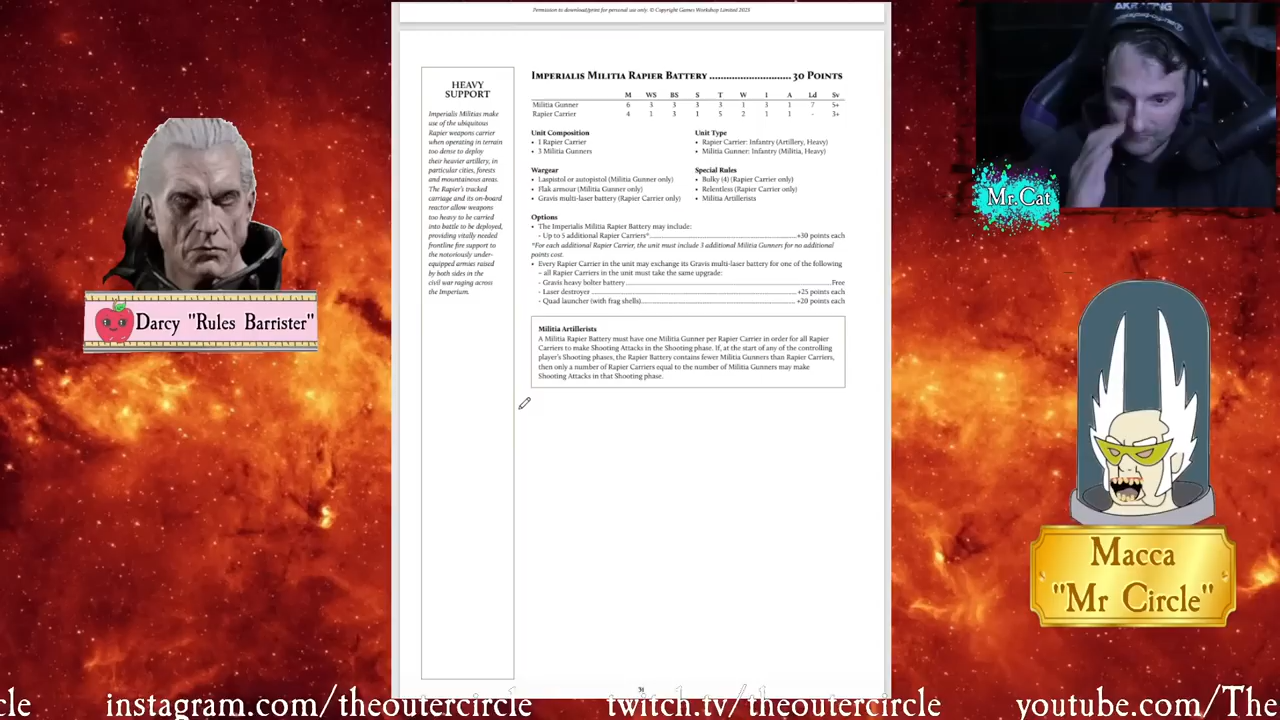 Permission to download/print for personal use only. © Copyright Games Workshop Limited 2023
HEAVY
SUPPORT
Imperialis Militias make
use of the ubiquitous
Rapier weapons carrier
when operating in terrain
too dense to deploy
their heavier artillery, in
particular cities, forests
and mountainous areas.
The Rapier's tracked
carriage and its on-board
reactor allow weapons
too heavy to be carried
into battle to be deployed,
providing vitally needed
frontline fire support to
the notoriously under-
equipped armies raised
by both sides in the
civil war raging across
the Imperium.
Imperialis Militia Rapier Battery ............................ 30 Points
M WS BS S T W I A Ld Sv
Militia Gunner 6 3 3 3 3 1 3 1 7 5+
Rapier Carrier 4 1 3 1 5 2 1 1 - 3+
Unit Composition
• 1 Rapier Carrier
• 3 Militia Gunners
Unit Type
• Rapier Carrier: Infantry (Artillery, Heavy)
• Militia Gunner: Infantry (Militia, Heavy)
Wargear
• Laspistol or autopistol (Militia Gunner only)
• Flak armour (Militia Gunner only)
• Gravis multi-laser battery (Rapier Carrier only)
Special Rules
• Bulky (4) (Rapier Carrier only)
• Relentless (Rapier Carrier only)
• Militia Artillerists
Options
• The Imperialis Militia Rapier Battery may include:
- Up to 5 additional Rapier Carriers*..........+30 points each
*For each additional Rapier Carrier, the unit must include 3 additional Militia Gunners for no additional
points cost.
• Every Rapier Carrier in the unit may exchange its Gravis multi-laser battery for one of the following
– all Rapier Carriers in the unit must take the same upgrade:
- Gravis heavy bolter battery..........Free
- Laser destroyer..........+25 points each
- Quad launcher (with frag shells)..........+20 points each
Militia Artillerists
A Militia Rapier Battery must have one Militia Gunner per Rapier Carrier in order for all Rapier
Carriers to make Shooting Attacks in the Shooting phase. If, at the start of any of the controlling
player's Shooting phases, the Rapier Battery contains fewer Militia Gunners than Rapier Carriers,
then only a number of Rapier Carriers equal to the number of Militia Gunners may make
Shooting Attacks in that Shooting phase.
Darcy "Rules Barrister"
Mr.Cat
Macca
"Mr Circle"
cle instagram.com/theoutercircle twitch.tv/theoutercircle youtube.com/The